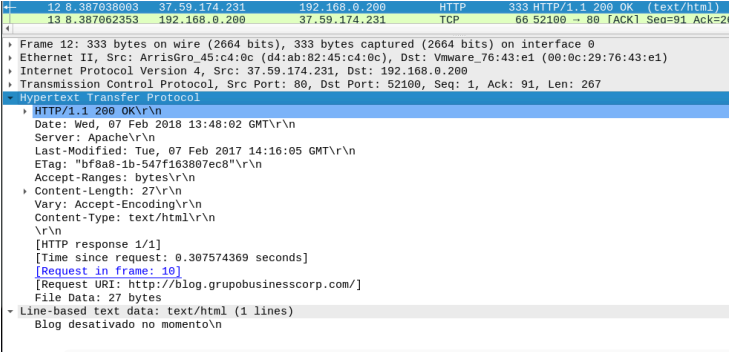 12 8.387038003 37.59.174.231 192.168.0.200 HTTP 333 HTTP/1.1 200 OK (text/html)
13 8.387062353 192.168.0.200 37.59.174.231 TCP 66 52100 → 80 [ACK] Seq=91 Ack=26
Frame 12: 333 bytes on wire (2664 bits), 333 bytes captured (2664 bits) on interface 0
Ethernet II, Src: ArrisGro_45:c4:0c (d4:ab:82:45:c4:0c), Dst: Vmware_76:43:e1 (00:0c:29:76:43:e1)
Internet Protocol Version 4, Src: 37.59.174.231, Dst: 192.168.0.200
Transmission Control Protocol, Src Port: 80, Dst Port: 52100, Seq: 1, Ack: 91, Len: 267
Hypertext Transfer Protocol
HTTP/1.1 200 OK\r\n
Date: Wed, 07 Feb 2018 13:48:02 GMT\r\n
Server: Apache\r\n
Last-Modified: Tue, 07 Feb 2017 14:16:05 GMT\r\n
ETag: "bf8a8-1b-547f163807ec8"\r\n
Accept-Ranges: bytes\r\n
Content-Length: 27\r\n
Vary: Accept-Encoding\r\n
Content-Type: text/html\r\n
\r\n
[HTTP response 1/1]
[Time since request: 0.307574369 seconds]
[Request in frame: 10]
[Request URI: http://blog.grupobusinesscorp.com/]
File Data: 27 bytes
Line-based text data: text/html (1 lines)
Blog desativado no momento\n